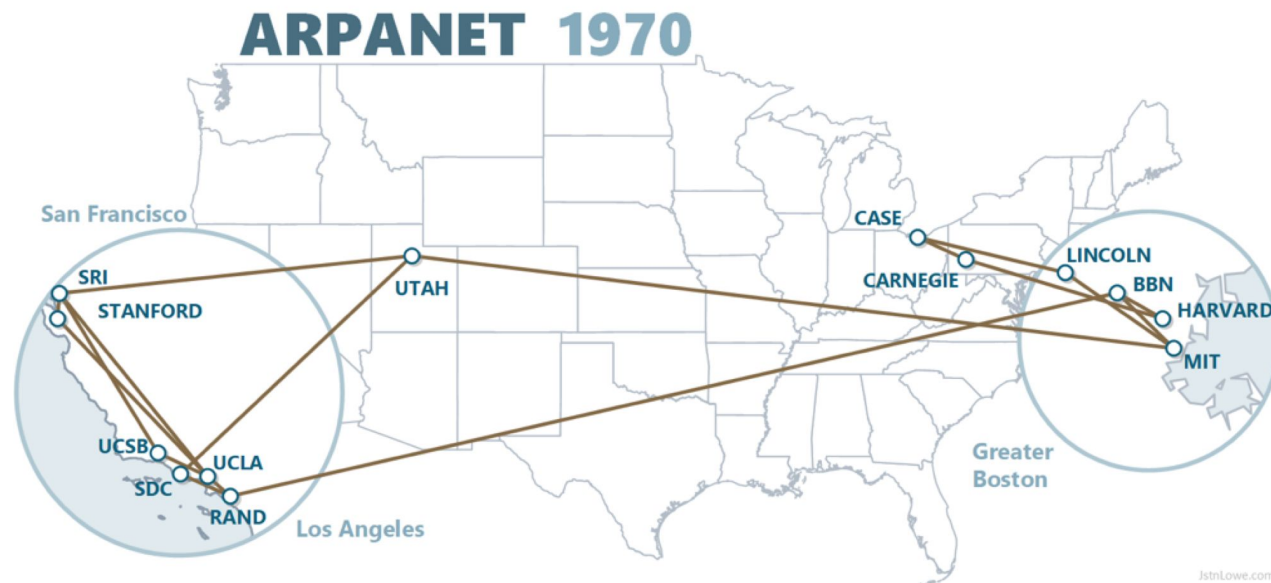 ARPANET 1970
San Francisco
SRI
STANFORD
UTAH
CASE
CARNEGIE
LINCOLN
BBN
HARVARD
MIT
UCSB
UCLA
SDC
RAND
Los Angeles
Greater
Boston
JstnLowe.com